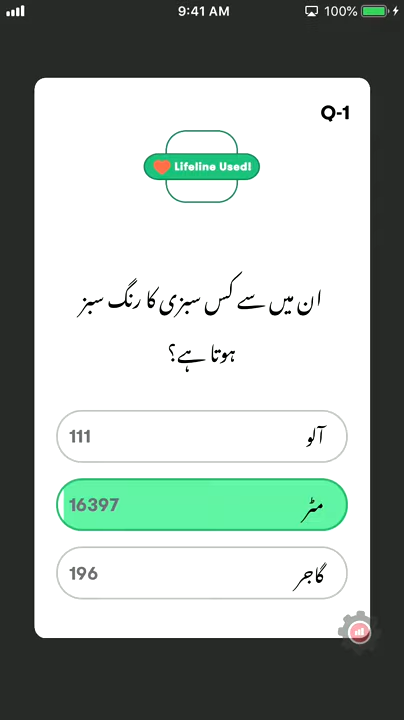 9:41 AM
100%
Q-1
Lifeline Used!
ان میں سے کس سبزی کا رنگ سبز
ہوتا ہے؟
آلو 111
مٹر 16397
گاجر 196